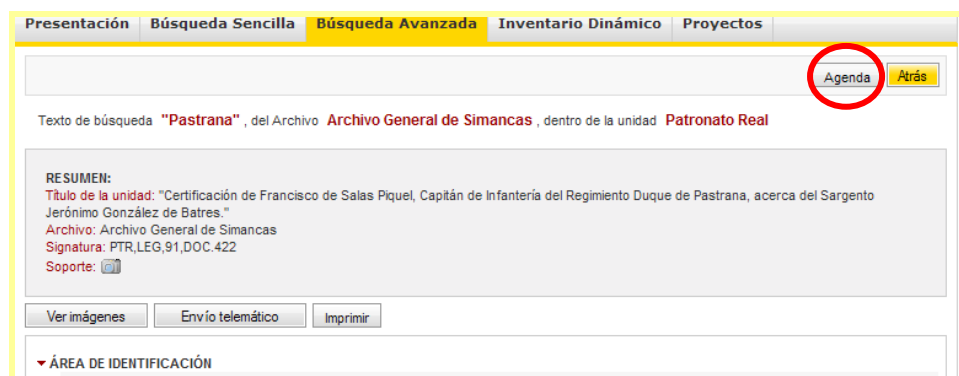 Presentación Búsqueda Sencilla Búsqueda Avanzada Inventario Dinámico Proyectos
Agenda Atrás
Texto de búsqueda "Pastrana" , del Archivo Archivo General de Simancas , dentro de la unidad Patronato Real
RESUMEN:
Título de la unidad: "Certificación de Francisco de Salas Piquel, Capitán de Infantería del Regimiento Duque de Pastrana, acerca del Sargento
Jerónimo González de Batres."
Archivo: Archivo General de Simancas
Signatura: PTR,LEG,91,DOC.422
Soporte:
Ver imágenes Envío telemático Imprimir
ÁREA DE IDENTIFICACIÓN